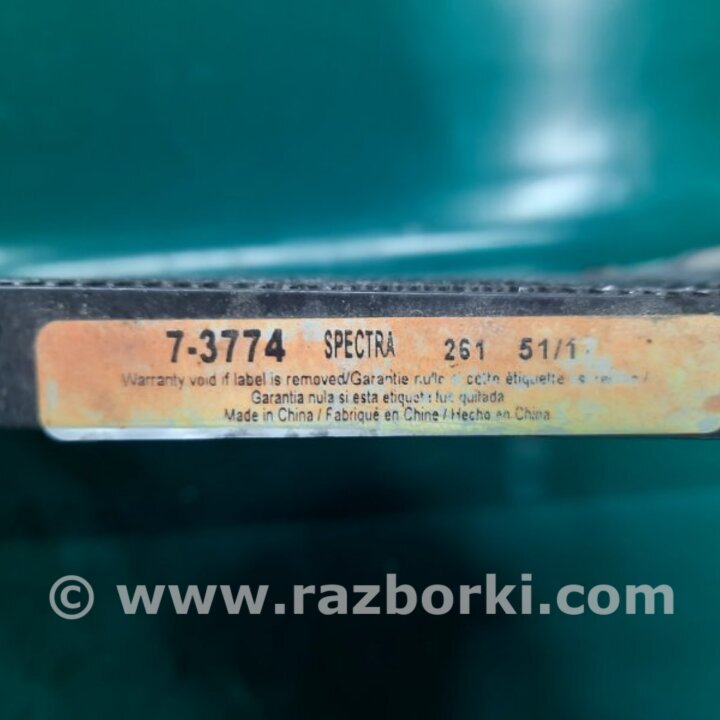 7-3774 SPECTRA 261 51/1
Warranty void if label is removed/Garantie nulle si cette étiquette
Garantia nula si esta etiqueta fue quitada
Made in China / Fabriqué en Chine / Hecho en China
© www.razborki.com